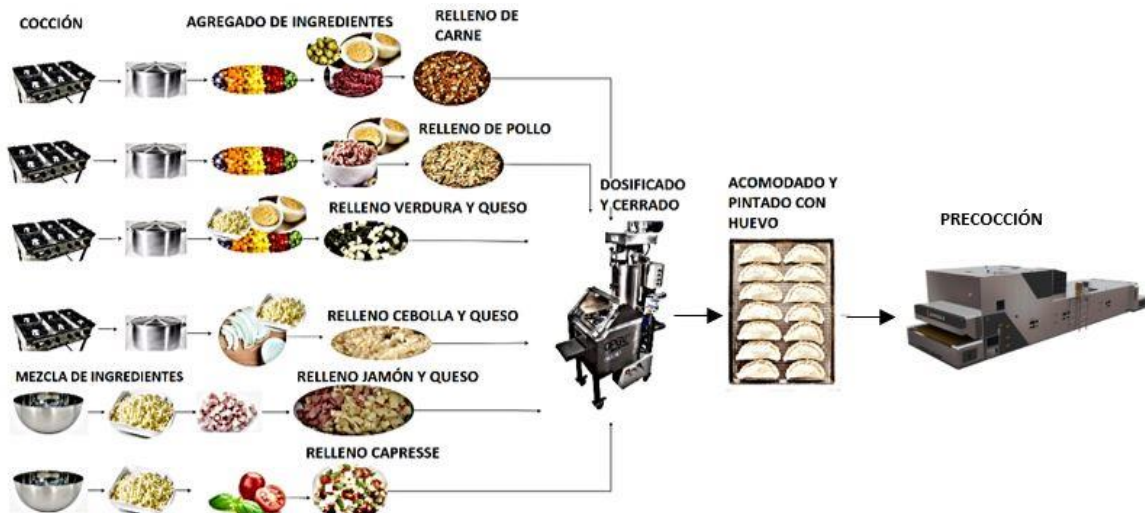 COCCIÓN
AGREGADO DE INGREDIENTES
RELLENO DE
CARNE
RELLENO DE POLLO
RELLENO VERDURA Y QUESO
DOSIFICADO
Y CERRADO
ACOMODADO Y
PINTADO CON
HUEVO
PRECOCCIÓN
RELLENO CEBOLLA Y QUESO
MEZCLA DE INGREDIENTES
RELLENO JAMÓN Y QUESO
RELLENO CAPRESSE